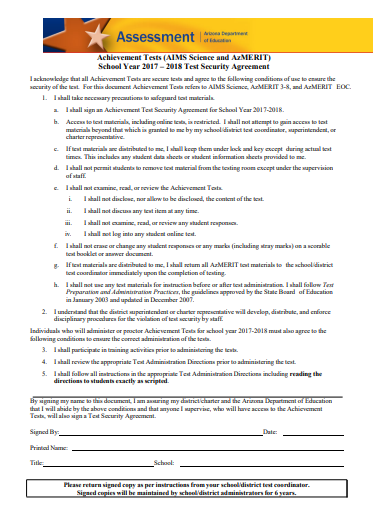 Assessment
Arizona Department
of Education
Achievement Tests (AIMS Science and AzMERIT)
School Year 2017 – 2018 Test Security Agreement
I acknowledge that all Achievement Tests are secure tests and agree to the following conditions of use to ensure the
security of the test. For this document Achievement Tests refers to AIMS Science, AzMERIT 3-8, and AzMERIT EOC.
1. I shall take necessary precautions to safeguard test materials.
a. I shall sign an Achievement Test Security Agreement for School Year 2017-2018.
b. Access to test materials, including online tests, is restricted. I shall not attempt to gain access to test
materials beyond that which is granted to me by my school/district test coordinator, superintendent, or
charter representative.
c. If test materials are distributed to me, I shall keep them under lock and key except during actual test
times. This includes any student data sheets or student information sheets provided to me.
d. I shall not permit students to remove test material from the testing room except under the supervision
of staff.
e. I shall not examine, read, or review the Achievement Tests.
i. I shall not disclose, nor allow to be disclosed, the content of the test.
ii. I shall not discuss any test item at any time.
iii. I shall not examine, read, or review any student responses.
iv. I shall not log into any student online test.
f. I shall not erase or change any student responses or any marks (including stray marks) on a scorable
test booklet or answer document.
g. If test materials are distributed to me, I shall return all AzMERIT test materials to the school/district
test coordinator immediately upon the completion of testing.
h. I shall not use any test materials for instruction before or after test administration. I shall follow Test
Preparation and Administration Practices, the guidelines approved by the State Board of Education
in January 2003 and updated in December 2007.
2. I understand that the district superintendent or charter representative will develop, distribute, and enforce
disciplinary procedures for the violation of test security by staff.
Individuals who will administer or proctor Achievement Tests for school year 2017-2018 must also agree to the
following conditions to ensure the correct administration of the tests.
3. I shall participate in training activities prior to administering the tests.
4. I shall review the appropriate Test Administration Directions prior to administering the test.
5. I shall follow all instructions in the appropriate Test Administration Directions including reading the
directions to students exactly as scripted.
By signing my name to this document, I am assuring my district/charter and the Arizona Department of Education
that I will abide by the above conditions and that anyone I supervise, who will have access to the Achievement
Tests, will also sign a Test Security Agreement.
Signed By: Date:
Printed Name:
Title: School:
Please return signed copy as per instructions from your school/district test coordinator.
Signed copies will be maintained by school/district administrators for 6 years.